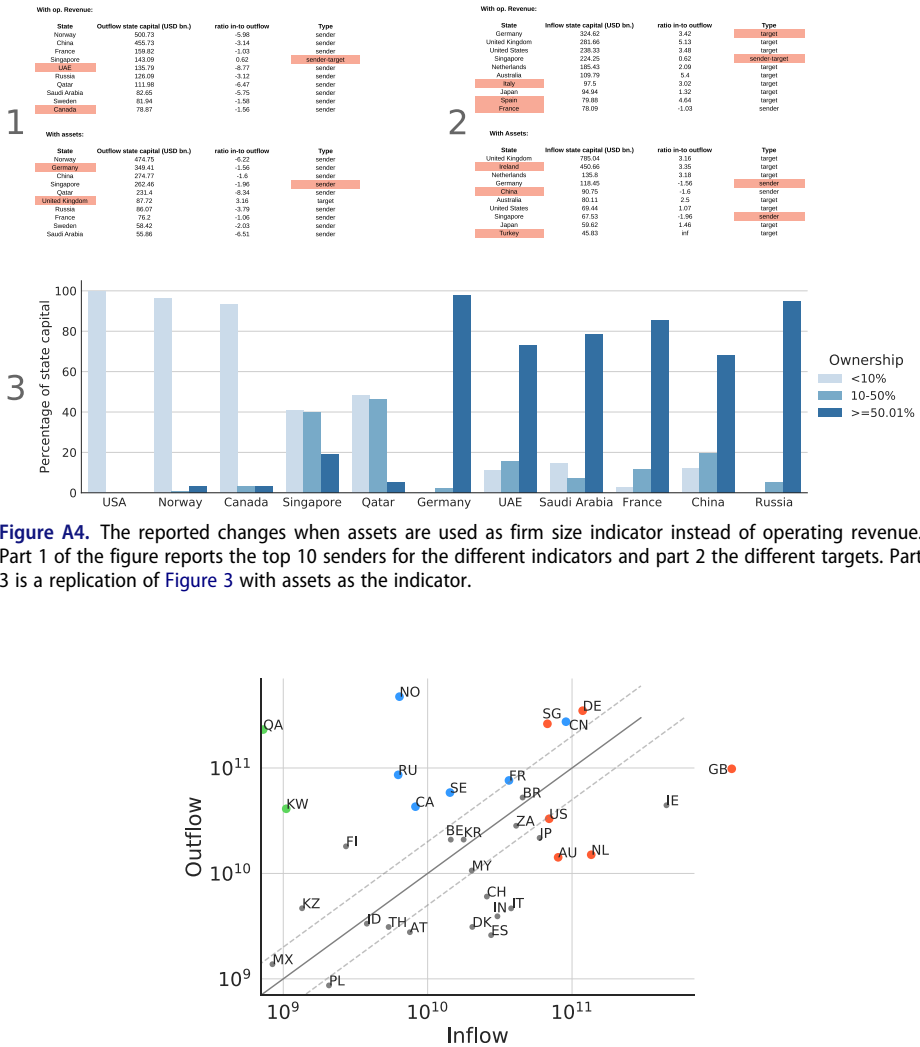 With op. Revenue:
State Outflow state capital (USD bn.) ratio in-to outflow Type
Norway 500.73 -5.98 sender
China 455.73 -3.14 sender
France 159.82 -1.03 sender
Singapore 143.09 0.62 sender-target
UAE 135.79 -8.77 sender
Russia 126.09 -3.12 sender
Qatar 111.98 -6.47 sender
Saudi Arabia 82.65 -5.75 sender
Sweden 81.94 -1.58 sender
Canada 78.87 -1.56 sender
1
With assets:
State Outflow state capital (USD bn.) ratio in-to outflow Type
Norway 474.75 -6.22 sender
Germany 349.41 -1.56 sender
China 274.77 -1.6 sender
Singapore 262.46 -1.96 sender
Qatar 231.4 -8.34 sender
United Kingdom 87.72 3.16 target
Russia 86.07 -3.79 sender
France 76.2 -1.06 sender
Sweden 58.42 -2.03 sender
Saudi Arabia 55.86 -6.51 sender
With op. Revenue:
State Inflow state capital (USD bn.) ratio in-to outflow Type
Germany 324.62 3.42 target
United Kingdom 281.66 5.13 target
United States 238.33 3.48 target
Singapore 224.25 0.62 sender-target
Netherlands 185.43 2.09 target
Australia 109.79 5.4 target
Italy 97.5 3.02 target
Japan 94.94 1.32 target
Spain 79.88 4.64 target
France 78.09 -1.03 sender
2
With Assets:
State Inflow state capital (USD bn.) ratio in-to outflow Type
United Kingdom 785.04 3.16 target
Ireland 450.66 3.35 target
Netherlands 135.8 3.18 target
Germany 118.45 -1.56 sender
China 90.75 -1.6 sender
Australia 80.11 2.5 target
United States 69.44 1.07 target
Singapore 67.53 -1.96 sender
Japan 59.62 1.46 target
Turkey 45.83 inf target
3
Percentage of state capital
100
80
60
40
20
0
USA Norway Canada Singapore Qatar Germany UAE Saudi Arabia France China Russia
Ownership
<10%
10-50%
>=50.01%
Figure A4. The reported changes when assets are used as firm size indicator instead of operating revenue.
Part 1 of the figure reports the top 10 senders for the different indicators and part 2 the different targets. Part
3 is a replication of Figure 3 with assets as the indicator.
Outflow
10¹¹
10¹⁰
10⁹
NO
DE
SG
CN
QA
RU
FR
GB
SE
CA
BR
IE
KW
US
ZA
BE
KR
JP
FI
AU
NL
MY
CH
KZ
IN
IT
ID
TH
AT
DK
ES
MX
PL
10⁹ 10¹⁰ 10¹¹
Inflow